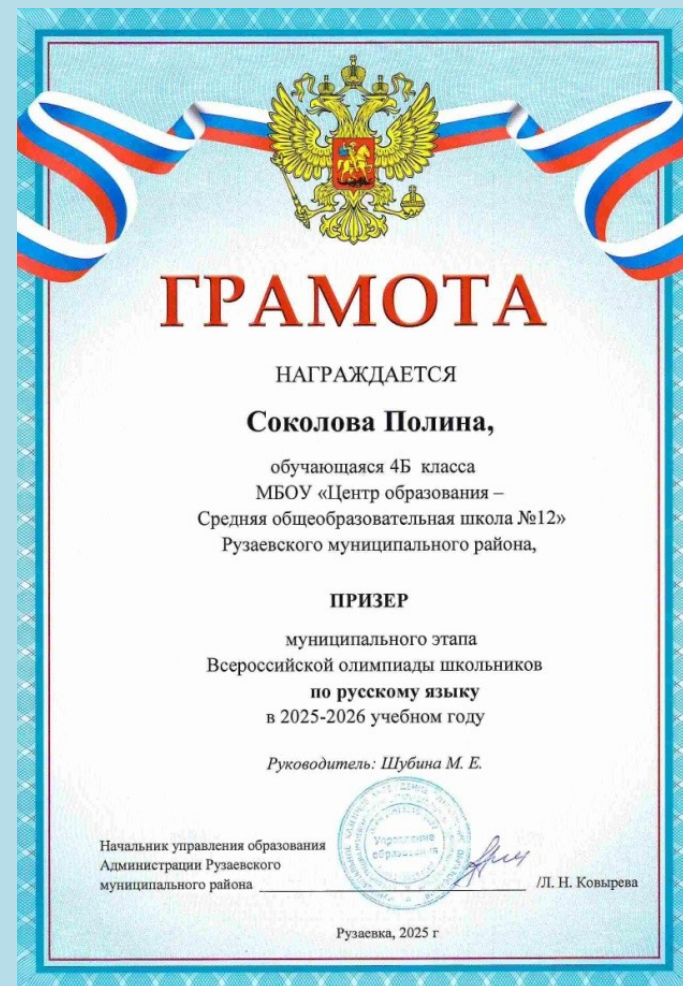 ГРАМОТА
НАГРАЖДАЕТСЯ
Соколова Полина,
обучающаяся 4Б класса
МБОУ «Центр образования –
Средняя общеобразовательная школа №12»
Рузаевского муниципального района,
ПРИЗЕР
муниципального этапа
Всероссийской олимпиады школьников
по русскому языку
в 2025-2026 учебном году
Руководитель: Шубина М. Е.
Управление
образования
Начальник управления образования
Администрации Рузаевского
муниципального района /Л. Н. Ковырева
Рузаевка, 2025 г